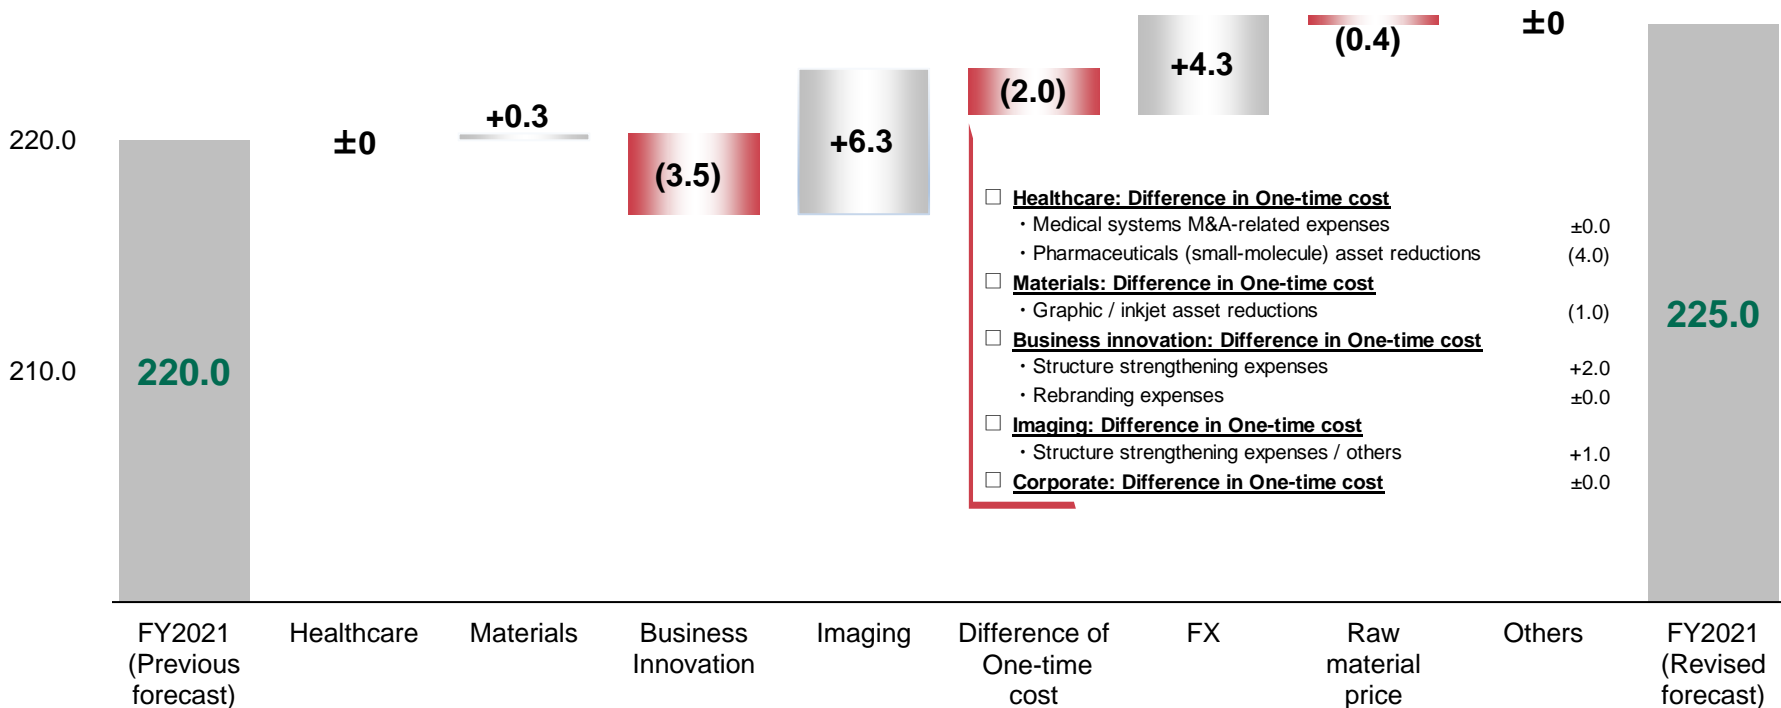 ±0
(0.4)
+4.3
(2.0)
+0.3
220.0
±0
+6.3
(3.5)
□ Healthcare: Difference in One-time cost
・Medical systems M&A-related expenses ±0.0
・Pharmaceuticals (small-molecule) asset reductions (4.0)
□ Materials: Difference in One-time cost
・Graphic / inkjet asset reductions (1.0)
□ Business innovation: Difference in One-time cost
・Structure strengthening expenses +2.0
・Rebranding expenses ±0.0
□ Imaging: Difference in One-time cost
・Structure strengthening expenses / others +1.0
□ Corporate: Difference in One-time cost ±0.0
225.0
210.0
220.0
FY2021
(Previous
forecast)
Healthcare
Materials
Business
Innovation
Imaging
Difference of
One-time
cost
FX
Raw
material
price
Others
FY2021
(Revised
forecast)